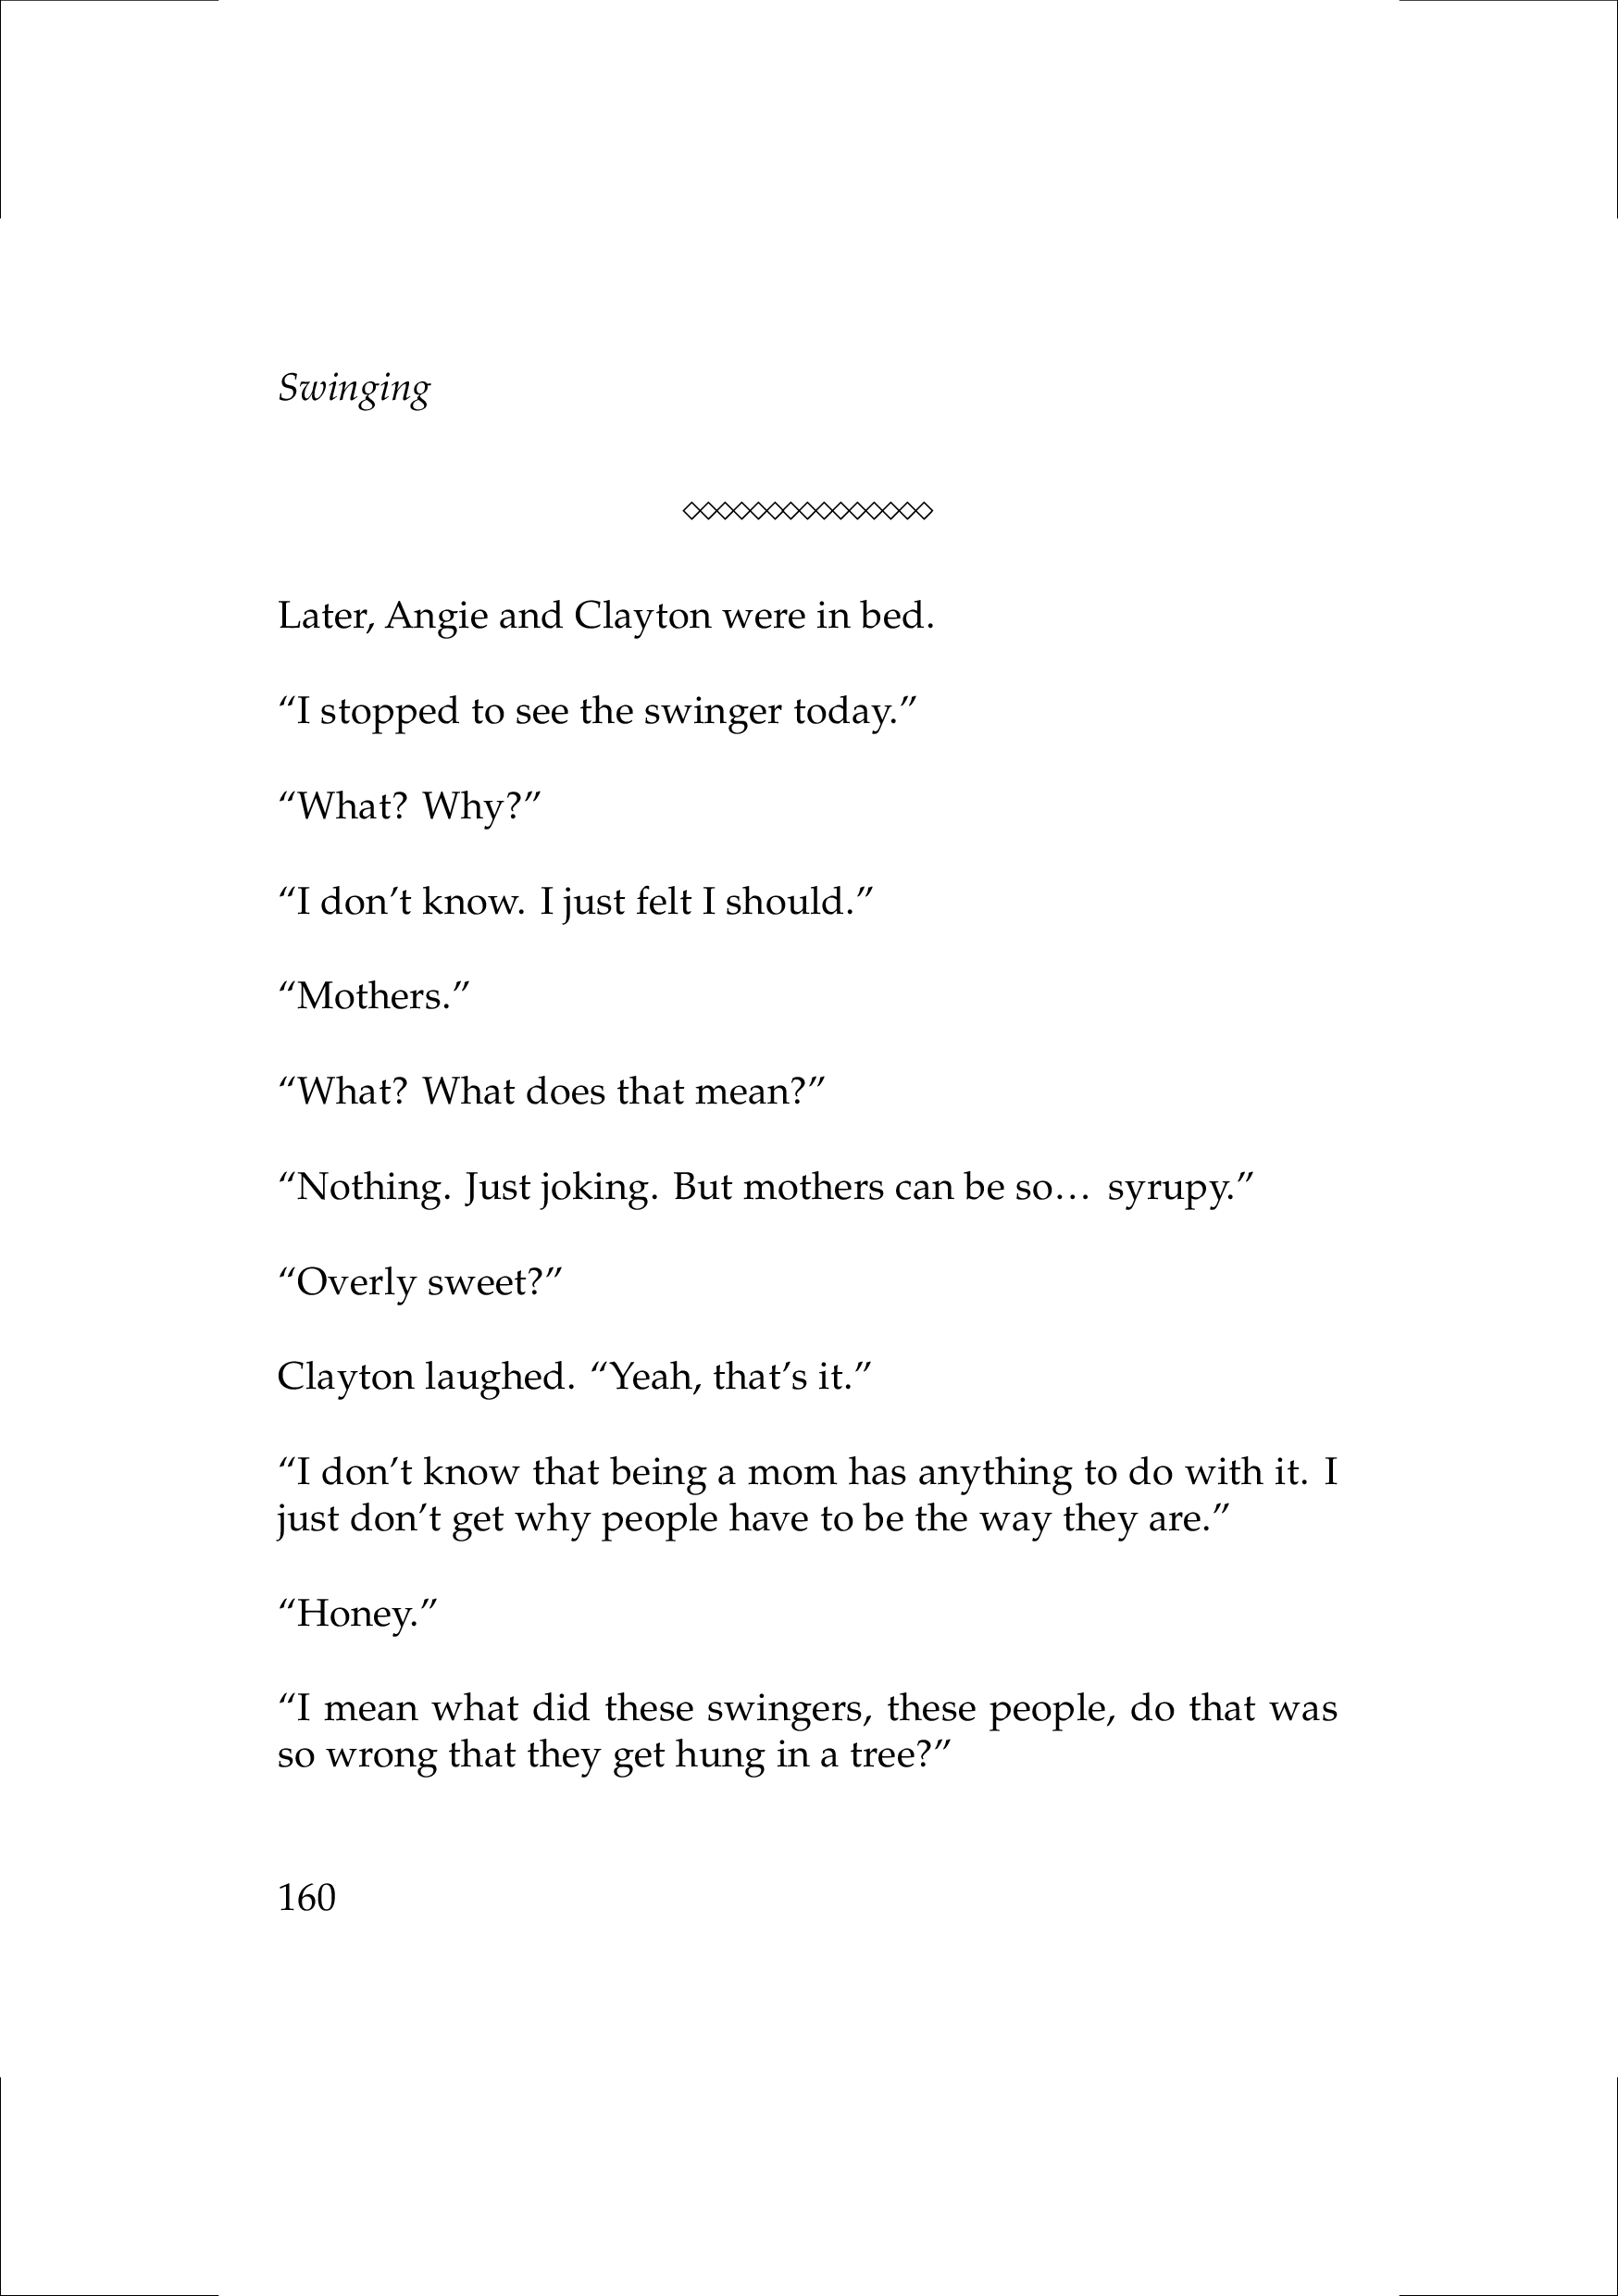 Swinging
◇◇◇◇◇◇◇◇◇◇◇◇◇◇◇
Later, Angie and Clayton were in bed.
“I stopped to see the swinger today.”
“What? Why?”
“I don’t know. I just felt I should.”
“Mothers.”
“What? What does that mean?”
“Nothing. Just joking. But mothers can be so… syrupy.”
“Overly sweet?”
Clayton laughed. “Yeah, that’s it.”
“I don’t know that being a mom has anything to do with it. I
just don’t get why people have to be the way they are.”
“Honey.”
“I mean what did these swingers, these people, do that was
so wrong that they get hung in a tree?”
160